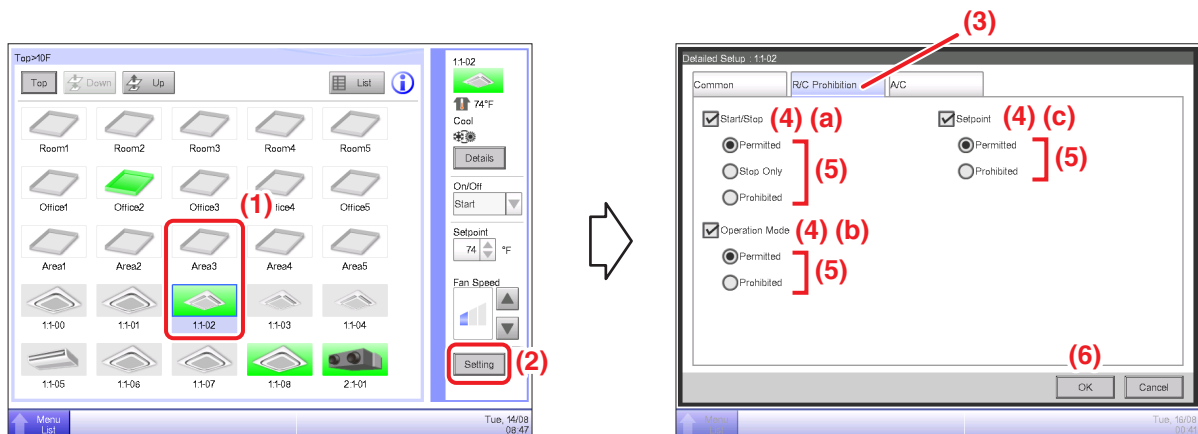 Top>10F
Top
Down
Up
List
Room1
Room2
Room3
Room4
Room5
Office1
Office2
Office3
(1)
fice4
Office5
Area1
Area2
Area3
Area4
Area5
1:1-00
1:1-01
1:1-02
1:1-03
1:1-04
1:1-05
1:1-06
1:1-07
1:1-08
2:1-01
1:1-02
74°F
Cool
Details
On/Off
Start
Setpoint
74 °F
Fan Speed
Setting
(2)
Menu
List
Tue, 14/08
08:47
(3)
Detailed Setup : 1:1-02
Common
R/C Prohibition
A/C
Start/Stop (4) (a)
Permitted
Stop Only
Prohibited
(5)
Operation Mode (4) (b)
Permitted
Prohibited
(5)
Setpoint (4) (c)
Permitted
Prohibited
(5)
(6)
OK
Cancel
Menu
List
Tue, 16/08
00:41